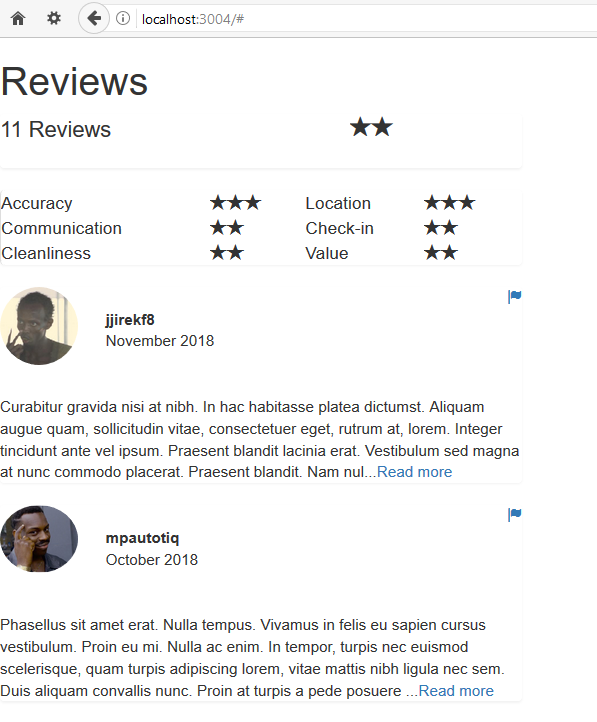 localhost:3004/#
Reviews
11 Reviews ★★
Accuracy ★★★ Location ★★★
Communication ★★ Check-in ★★
Cleanliness ★★ Value ★★
jjirekf8
November 2018
Curabitur gravida nisi at nibh. In hac habitasse platea dictumst. Aliquam
augue quam, sollicitudin vitae, consectetuer eget, rutrum at, lorem. Integer
tincidunt ante vel ipsum. Praesent blandit lacinia erat. Vestibulum sed magna
at nunc commodo placerat. Praesent blandit. Nam nul...Read more
mpautotiq
October 2018
Phasellus sit amet erat. Nulla tempus. Vivamus in felis eu sapien cursus
vestibulum. Proin eu mi. Nulla ac enim. In tempor, turpis nec euismod
scelerisque, quam turpis adipiscing lorem, vitae mattis nibh ligula nec sem.
Duis aliquam convallis nunc. Proin at turpis a pede posuere ...Read more